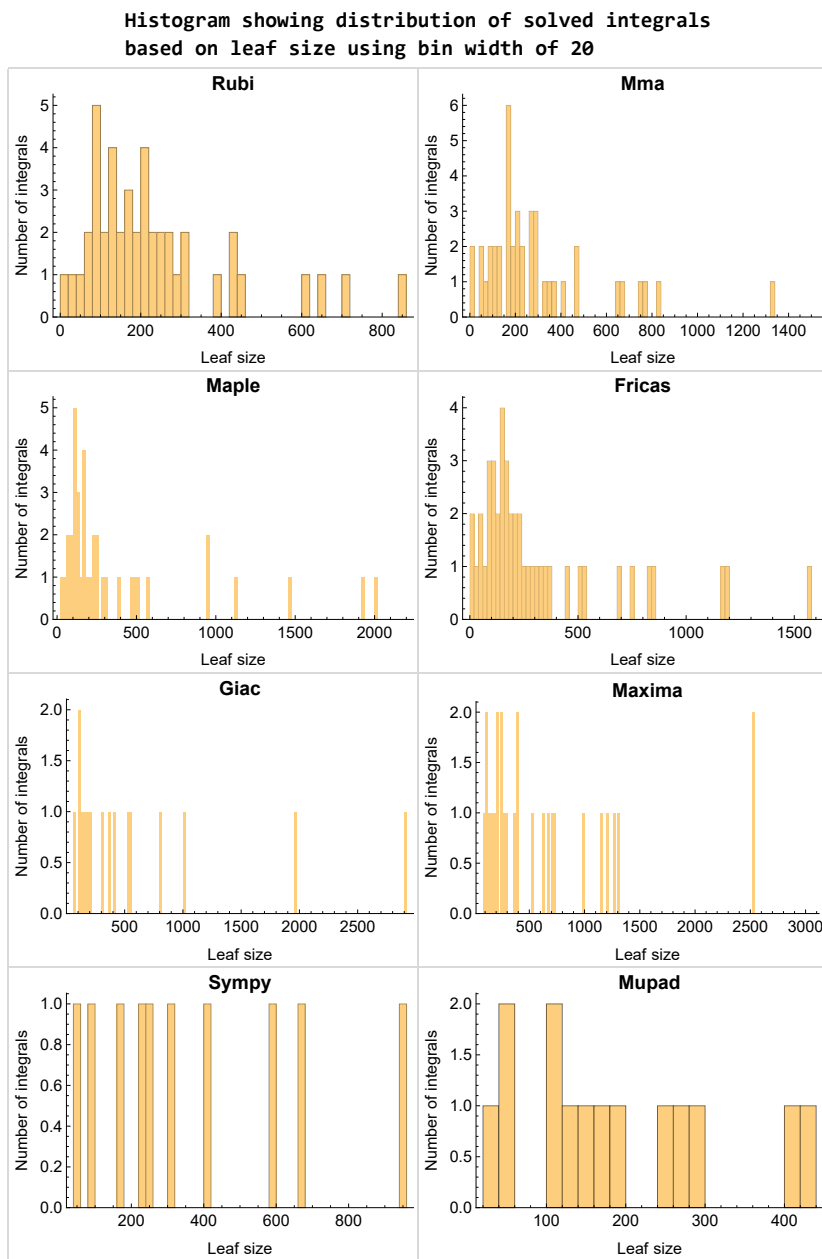 Histogram showing distribution of solved integrals
based on leaf size using bin width of 20
Rubi
Number of integrals
5
4
3
2
1
0
0 200 400 600 800
Leaf size
Mma
Number of integrals
6
5
4
3
2
1
0
0 200 400 600 800 1000 1200 1400
Leaf size
Maple
Number of integrals
5
4
3
2
1
0
0 500 1000 1500 2000
Leaf size
Fricas
Number of integrals
4
3
2
1
0
0 500 1000 1500
Leaf size
Giac
Number of integrals
2.0
1.5
1.0
0.5
0.0
500 1000 1500 2000 2500
Leaf size
Maxima
Number of integrals
2.0
1.5
1.0
0.5
0.0
500 1000 1500 2000 2500 3000
Leaf size
Sympy
Number of integrals
1.0
0.8
0.6
0.4
0.2
0.0
200 400 600 800
Leaf size
Mupad
Number of integrals
2.0
1.5
1.0
0.5
0.0
100 200 300 400
Leaf size